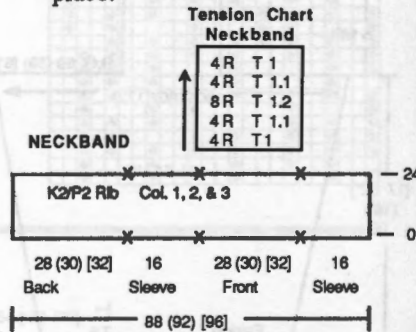 place.
Tension Chart
Neckband
4R T 1
4R T 1.1
8R T 1.2
4R T 1.1
4R T1
NECKBAND
24
K2/P2 Rib Col. 1, 2, & 3
0
28 (30) [32] 16 28 (30) [32] 16
Back Sleeve Front Sleeve
88 (92) [96]